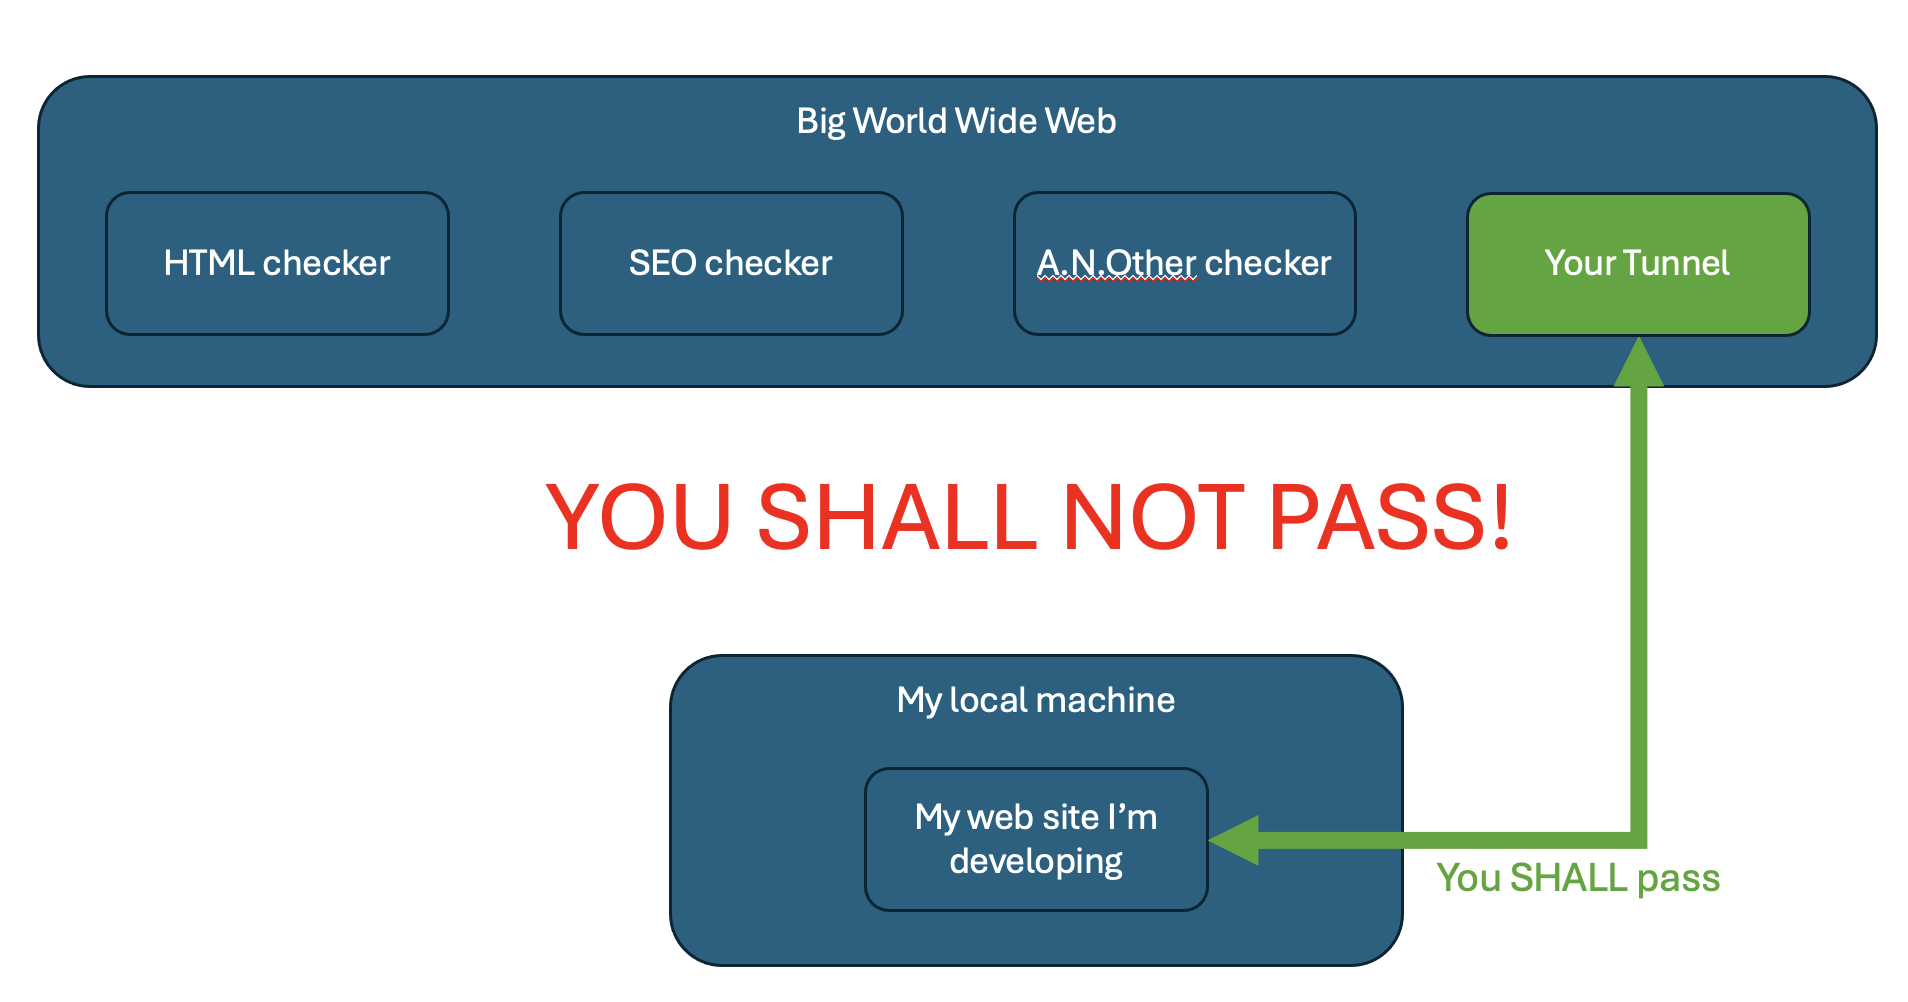 Big World Wide Web
HTML checker
SEO checker
A.N.Other checker
Your Tunnel
YOU SHALL NOT PASS!
My local machine
My web site I’m
developing
You SHALL pass